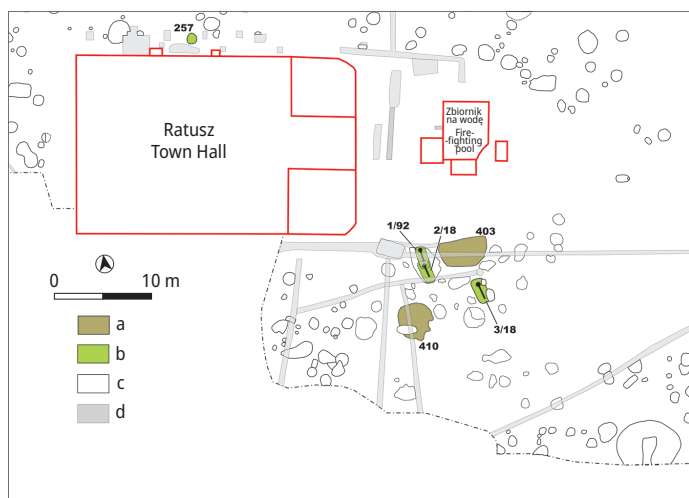 257
Ratusz
Town Hall
Zbiornik
na wodę
Fire-
-fighting
pool
1/92
2/18
403
0
10 m
3/18
410
a
b
c
d